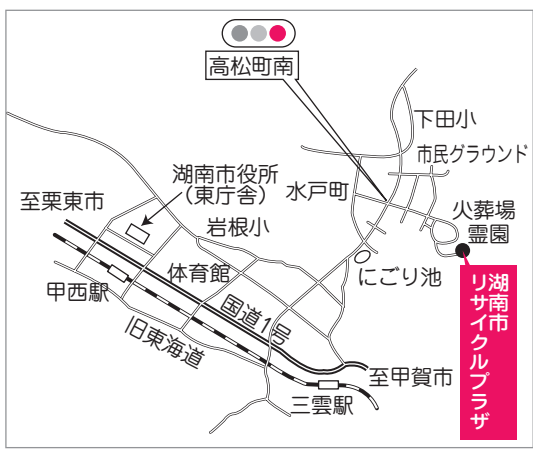 高松町南
下田小
市民グラウンド
湖南市役所
(東庁舎)
水戸町
至栗東市
岩根小
火葬場
霊園
体育館
にごり池
甲西駅
国道1号
旧東海道
湖南市
リサイクルプラザ
至甲賀市
三雲駅